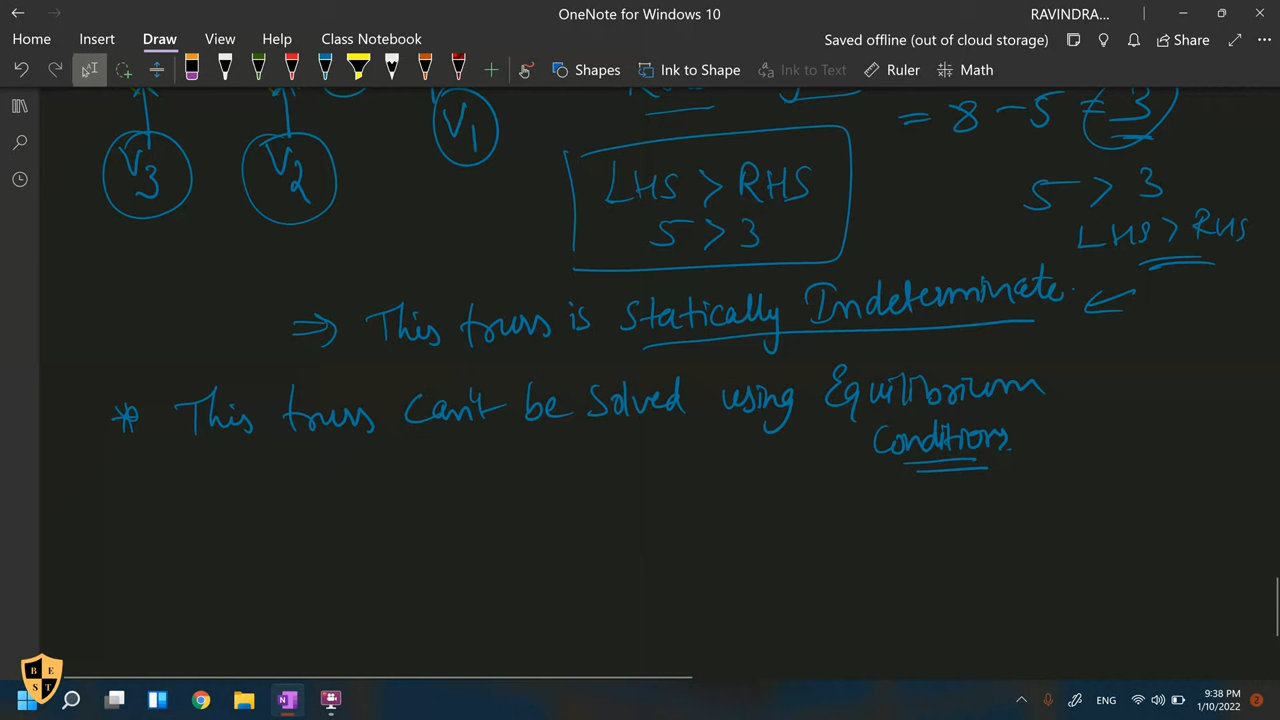 OneNote for Windows 10
RAVINDRA...
Home Insert Draw View Help Class Notebook
Saved offline (out of cloud storage)
Share
Shapes
Ink to Shape
Ink to Text
Ruler
Math
= 8 - 5 = 3
V3
V2
V1
LHS > RHS
5 > 3
5 > 3
LHS > RHS
⇒ This truss is Statically Indeterminate. ←
* This truss Can't be Solved using Equilibrium
Conditions.
B E
S T
ENG
9:38 PM
1/10/2022
2